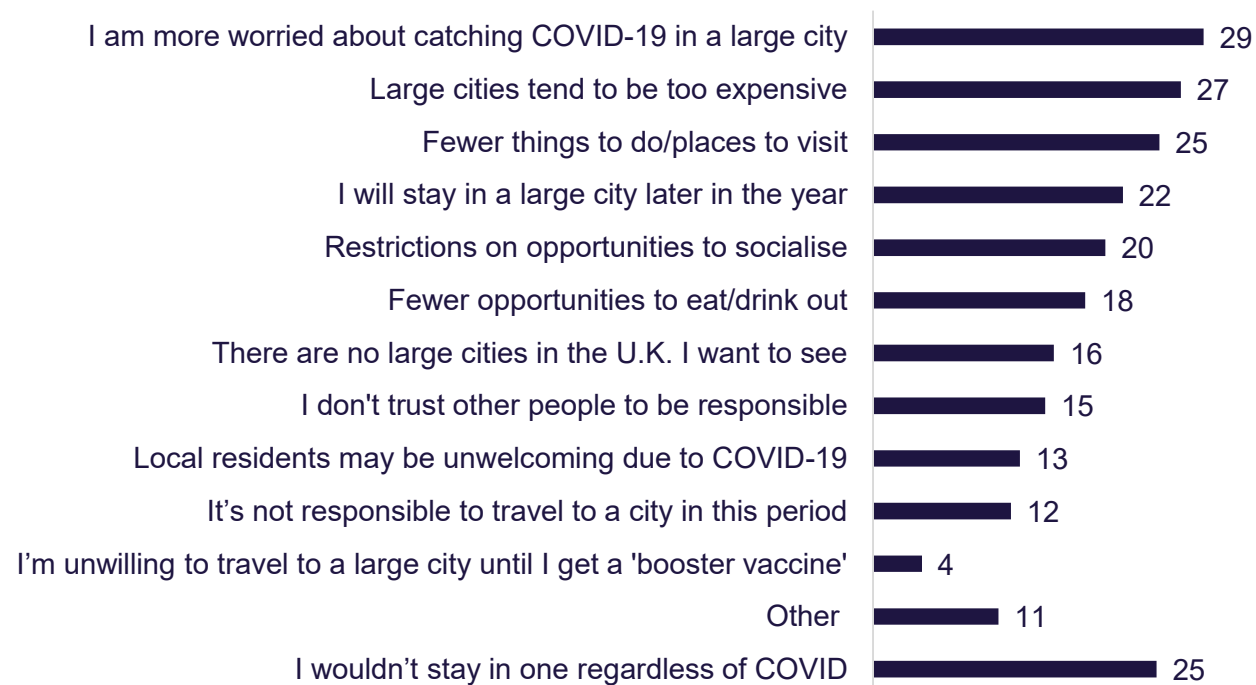 I am more worried about catching COVID-19 in a large city 29
Large cities tend to be too expensive 27
Fewer things to do/places to visit 25
I will stay in a large city later in the year 22
Restrictions on opportunities to socialise 20
Fewer opportunities to eat/drink out 18
There are no large cities in the U.K. I want to see 16
I don't trust other people to be responsible 15
Local residents may be unwelcoming due to COVID-19 13
It’s not responsible to travel to a city in this period 12
I’m unwilling to travel to a large city until I get a 'booster vaccine' 4
Other 11
I wouldn’t stay in one regardless of COVID 25